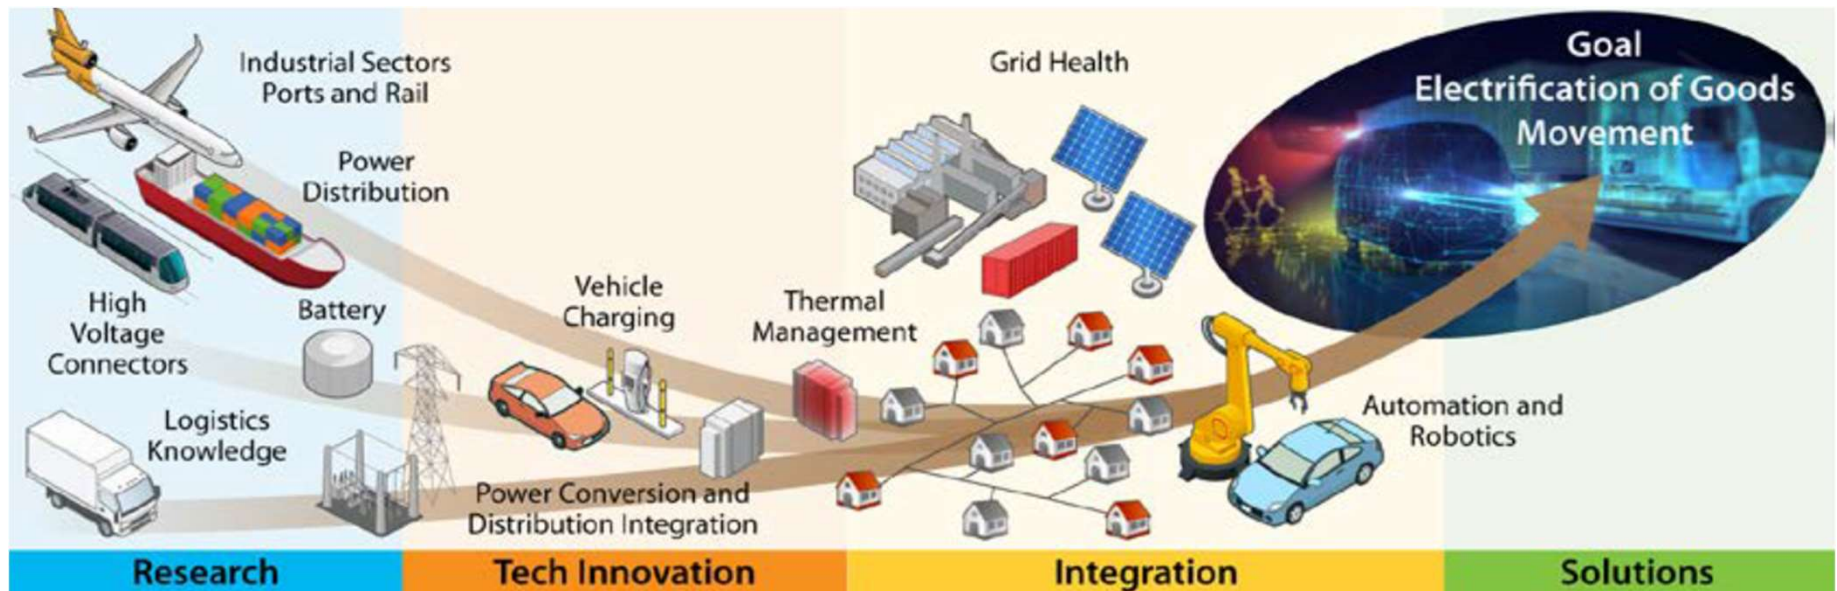 Industrial Sectors
Ports and Rail
Power
Distribution
High
Voltage
Connectors
Battery
Logistics
Knowledge
Vehicle
Charging
Thermal
Management
Power Conversion and
Distribution Integration
Grid Health
Automation and
Robotics
Goal
Electrification of Goods
Movement
Research
Tech Innovation
Integration
Solutions